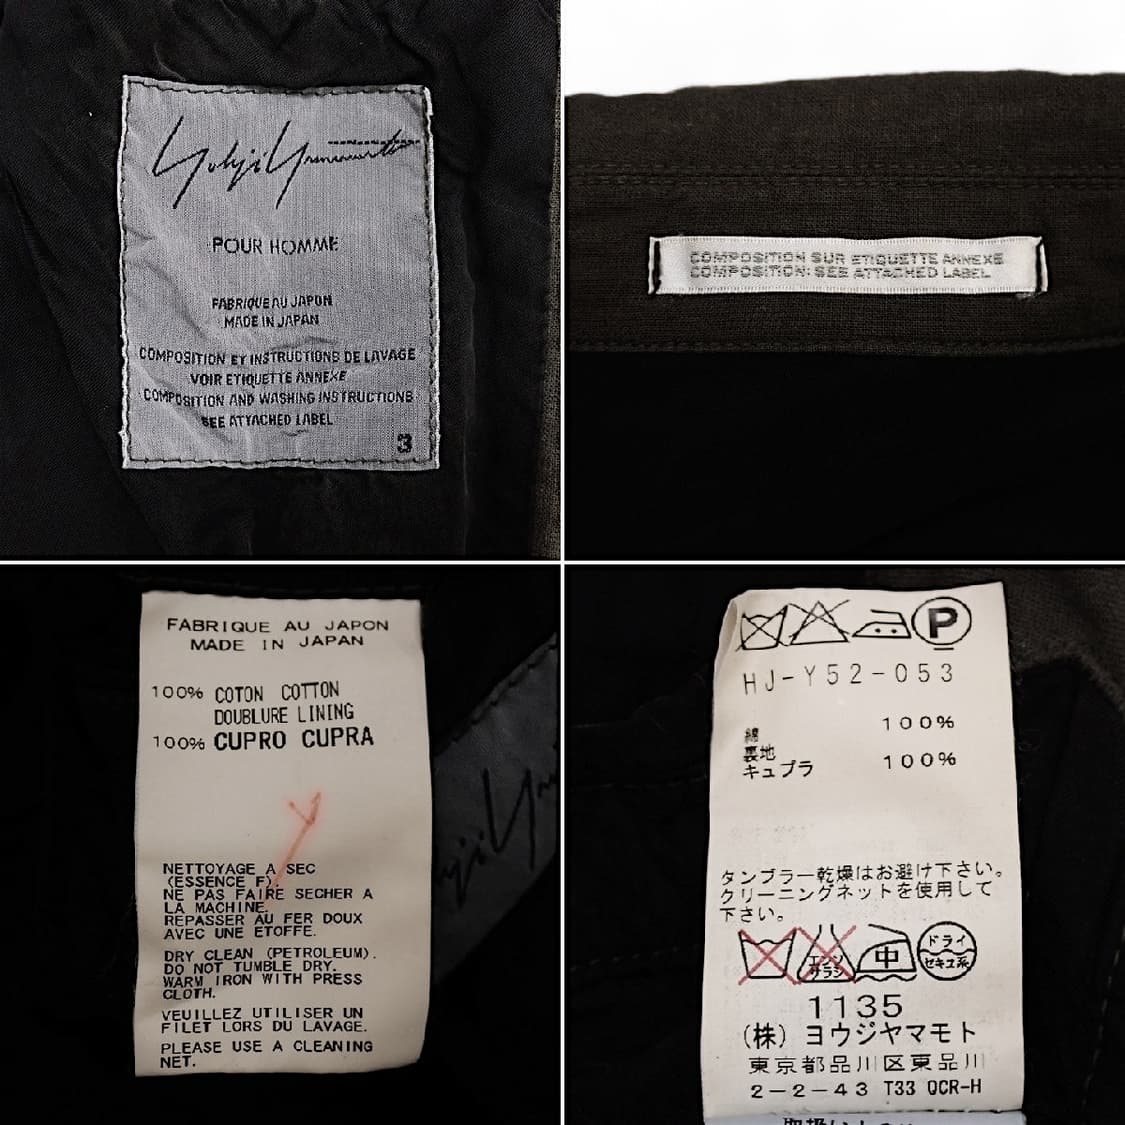 Yohji Yamamoto
POUR HOMME
FABRIQUE AU JAPON
MADE IN JAPAN
COMPOSITION ET INSTRUCTIONS DE LAVAGE
VOIR ETIQUETTE ANNEXE
COMPOSITION AND WASHING INSTRUCTIONS
SEE ATTACHED LABEL
3
COMPOSITION SUR ETIQUETTE ANNEXE
COMPOSITION: SEE ATTACHED LABEL
FABRIQUE AU JAPON
MADE IN JAPAN
100% COTON COTTON
DOUBLURE LINING
100% CUPRO CUPRA
NETTOYAGE A SEC
(ESSENCE F).
NE PAS FAIRE SECHER A
LA MACHINE.
REPASSER AU FER DOUX
AVEC UNE ETOFFE.
DRY CLEAN (PETROLEUM).
DO NOT TUMBLE DRY.
WARM IRON WITH PRESS
CLOTH.
VEUILLEZ UTILISER UN
FILET LORS DU LAVAGE.
PLEASE USE A CLEANING
NET.
P
HJ-Y52-053
綿 100%
裏地
キュプラ 100%
タンブラー乾燥はお避け下さい。
クリーニングネットを使用して
下さい。
エンソ
サラシ
中
ドライ
セキユ系
1135
(株) ヨウジヤマモト
東京都品川区東品川
2-2-43 T33 QCR-H